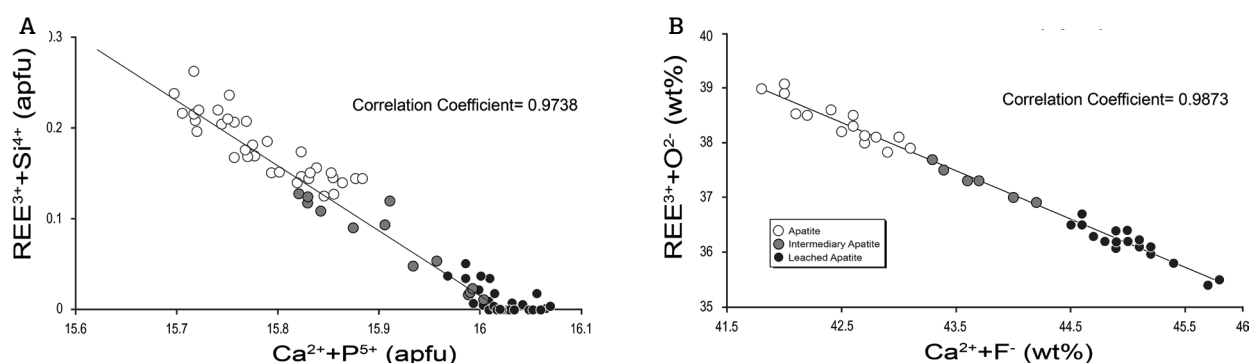 A
0.3
0.2
0.1
0
15.6
15.7
15.8
15.9
16
16.1
REE³⁺+Si⁴⁺ (apfu)
Ca²⁺+P⁵⁺ (apfu)
Correlation Coefficient= 0.9738
B
40
39
38
37
36
35
41.5
42.5
43.5
44.5
45.5
46
REE³⁺+O²⁻ (wt%)
Ca²⁺+F⁻ (wt%)
Correlation Coefficient= 0.9873
Apatite
Intermediary Apatite
Leached Apatite